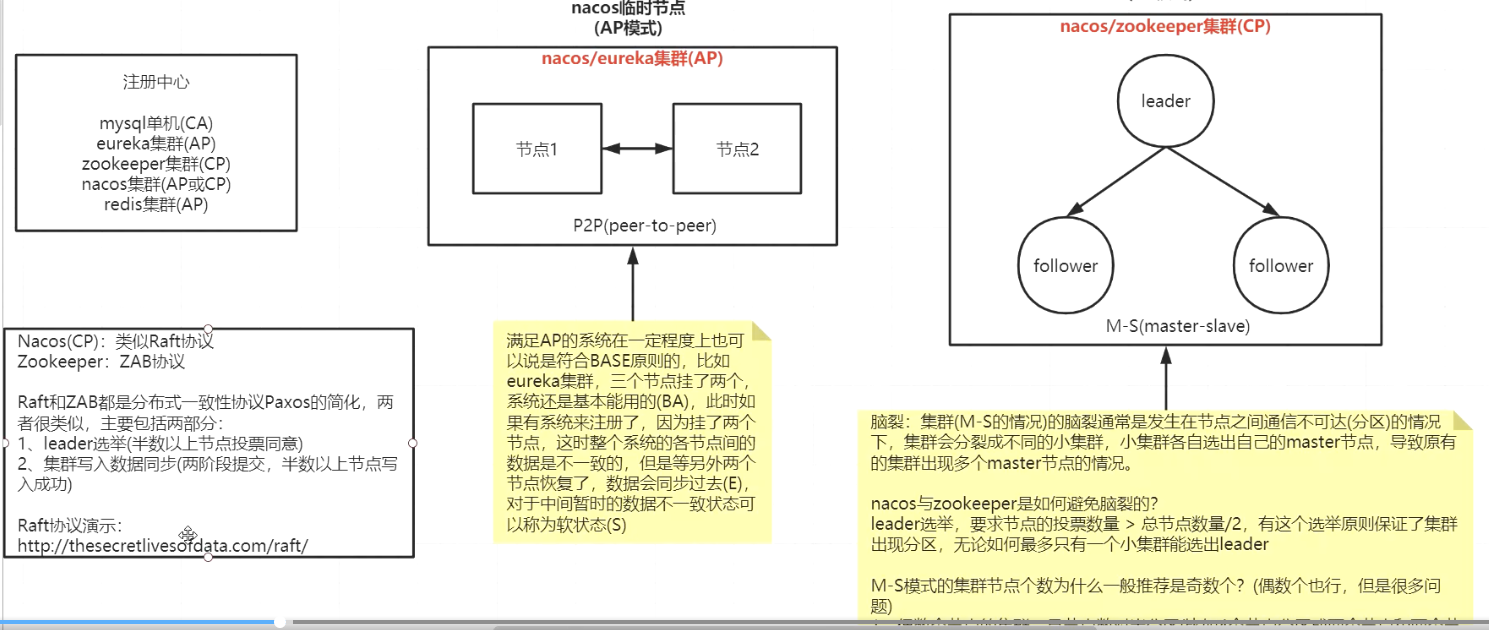 注册中心
mysql单机(CA)
eureka集群(AP)
zookeeper集群(CP)
nacos集群(AP或CP)
redis集群(AP)
nacos临时节点
(AP模式)
nacos/eureka集群(AP)
节点1
节点2
P2P(peer-to-peer)
nacos/zookeeper集群(CP)
leader
follower
follower
M-S(master-slave)
Nacos(CP)：类似Raft协议
Zookeeper：ZAB协议
Raft和ZAB都是分布式一致性协议Paxos的简化，两
者很类似，主要包括两部分：
1、leader选举(半数以上节点投票同意)
2、集群写入数据同步(两阶段提交，半数以上节点写
入成功)
Raft协议演示：
http://thesecretlivesofdata.com/raft/
满足AP的系统在一定程度上也可
以说是符合BASE原则的，比如
eureka集群，三个节点挂了两个，
系统还是基本能用的(BA)，此时如
果有系统来注册了，因为挂了两个
节点，这时整个系统的各节点间的
数据是不一致的，但是等另外两个
节点恢复了，数据会同步过去(E)，
对于中间暂时的数据不一致状态可
以称为软状态(S)
脑裂：集群(M-S的情况)的脑裂通常是发生在节点之间通信不可达(分区)的情况
下，集群会分裂成不同的小集群，小集群各自选出自己的master节点，导致原有
的集群出现多个master节点的情况。
nacos与zookeeper是如何避免脑裂的?
leader选举，要求节点的投票数量 > 总节点数量/2，有这个选举原则保证了集群
出现分区，无论如何最多只有一个小集群能选出leader
M-S模式的集群节点个数为什么一般推荐是奇数个？(偶数个也行，但是很多问
题)